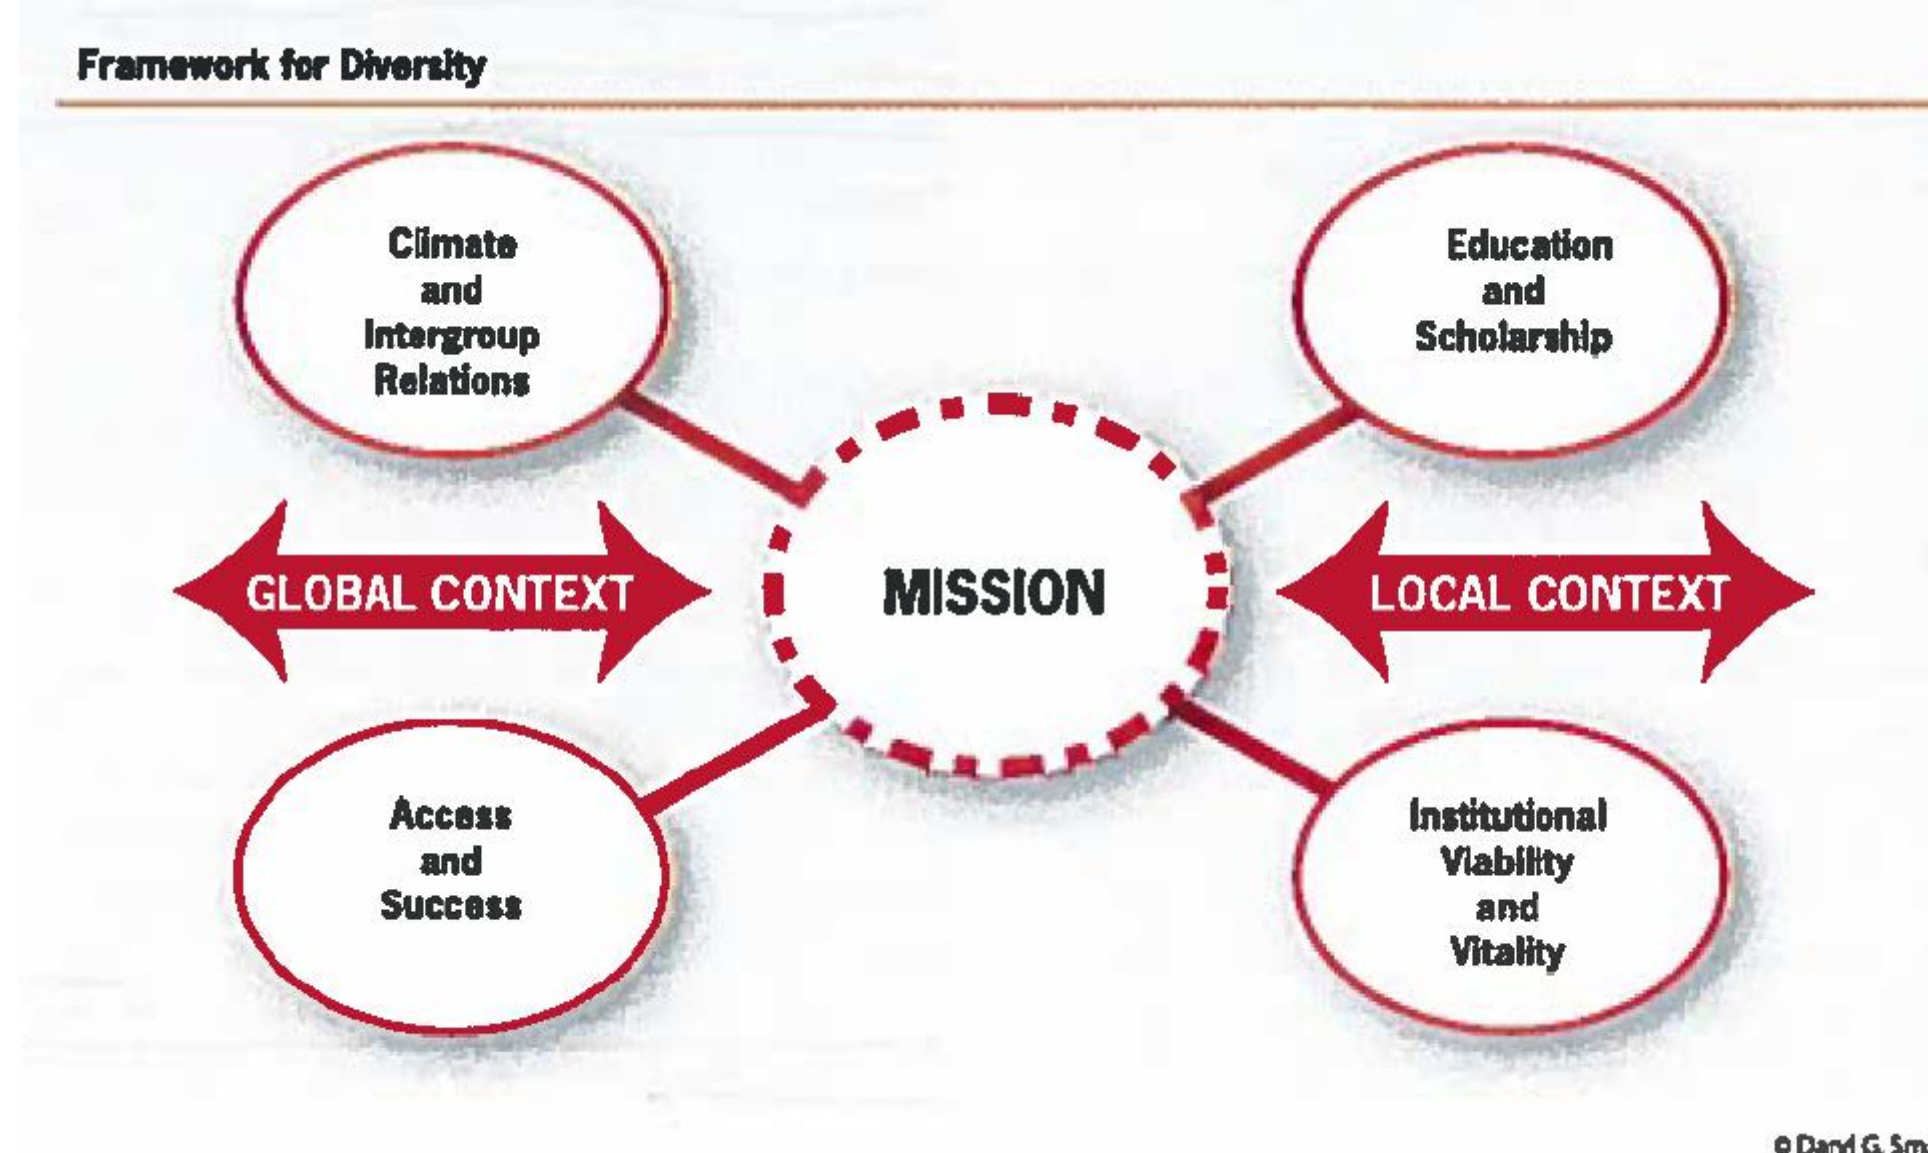 Framework for Diversity
Climate
and
Intergroup
Relations
Education
and
Scholarship
GLOBAL CONTEXT
MISSION
LOCAL CONTEXT
Access
and
Success
Institutional
Viability
and
Vitality
©
G.